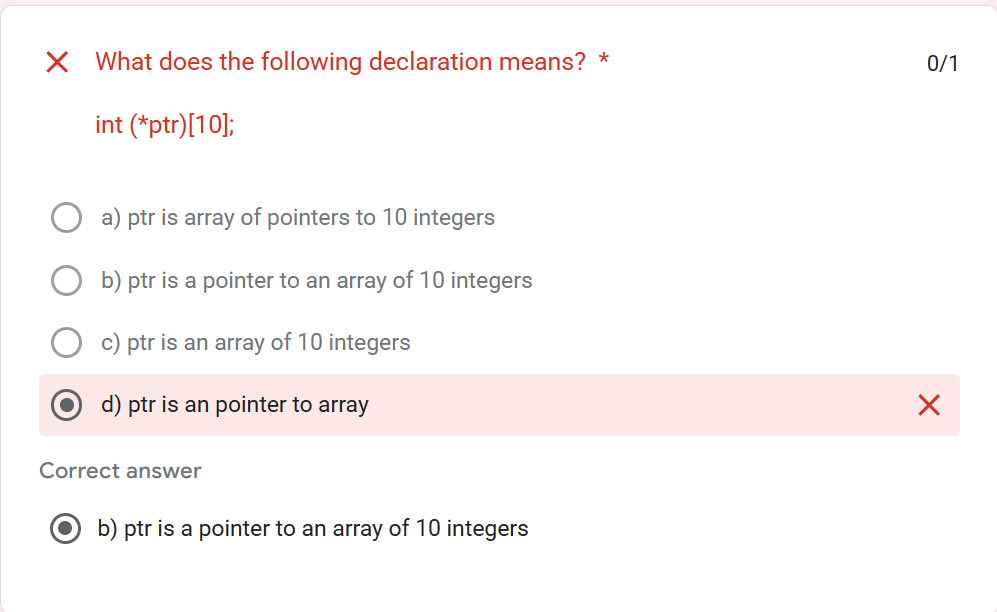 What does the following declaration means? *
0/1
int (*ptr)[10];
a) ptr is array of pointers to 10 integers
b) ptr is a pointer to an array of 10 integers
c) ptr is an array of 10 integers
d) ptr is an pointer to array
Correct answer
b) ptr is a pointer to an array of 10 integers